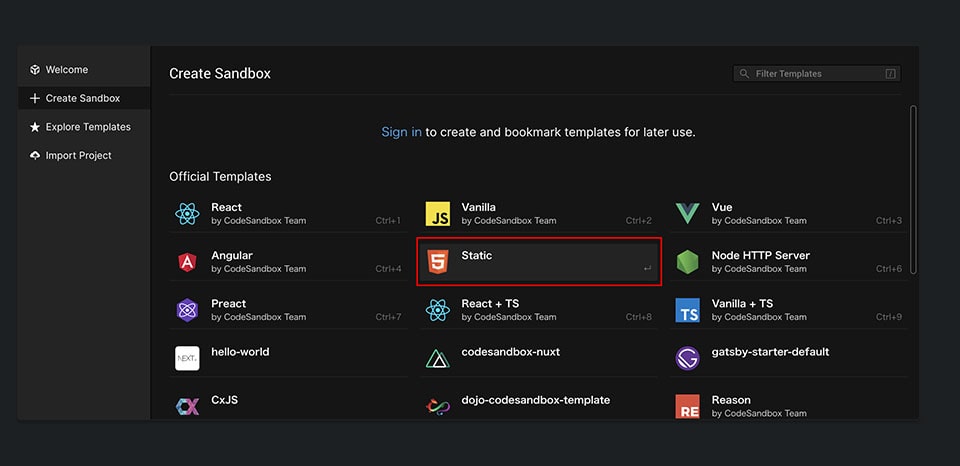 Welcome
Create Sandbox
Explore Templates
Import Project
Create Sandbox
Filter Templates
[/]
Sign in to create and bookmark templates for later use.
Official Templates
React
by CodeSandbox Team
Ctrl+1
JS
Vanilla
by CodeSandbox Team
Ctrl+2
Vue
by CodeSandbox Team
Ctrl+3
A
Angular
by CodeSandbox Team
Ctrl+4
5
Static
↵
Node HTTP Server
by CodeSandbox Team
Ctrl+6
Preact
by CodeSandbox Team
Ctrl+7
React + TS
by CodeSandbox Team
Ctrl+8
TS
Vanilla + TS
by CodeSandbox Team
Ctrl+9
NEXT
hello-world
codesandbox-nuxt
gatsby-starter-default
CX
CxJS
dojo-codesandbox-template
RE
Reason
by CodeSandbox Team